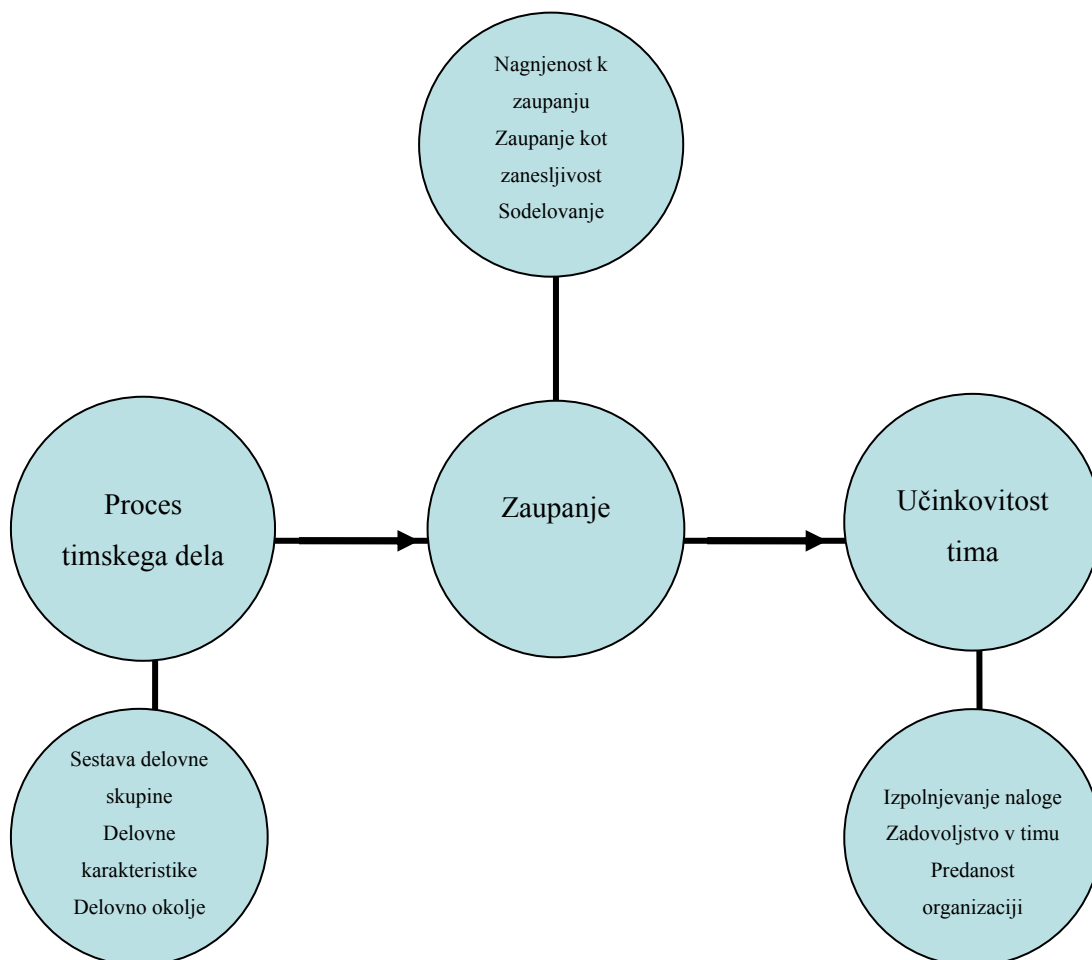 Nagnjenost k
zaupanju
Zaupanje kot
zanesljivost
Sodelovanje
Proces
timskega dela
Zaupanje
Učinkovitost
tima
Sestava delovne
skupine
Delovne
karakteristike
Delovno okolje
Izpolnjevanje naloge
Zadovoljstvo v timu
Predanost
organizaciji